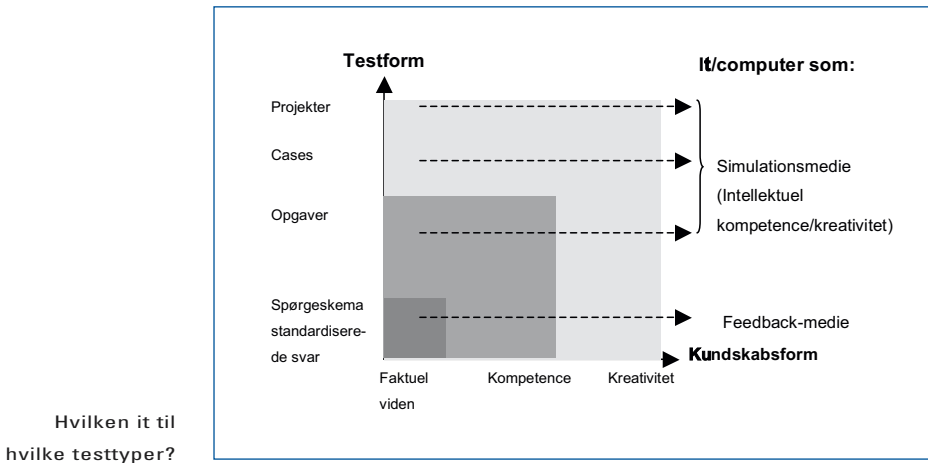 Testform
It/computer som:
Projekter
Cases
Opgaver
Spørgeskema
standardisere-
de svar
Simulationsmedie
(Intellektuel
kompetence/kreativitet)
Feedback-medie
Kundskabsform
Faktuel
viden
Kompetence
Kreativitet
Hvilken it til
hvilke testtyper?